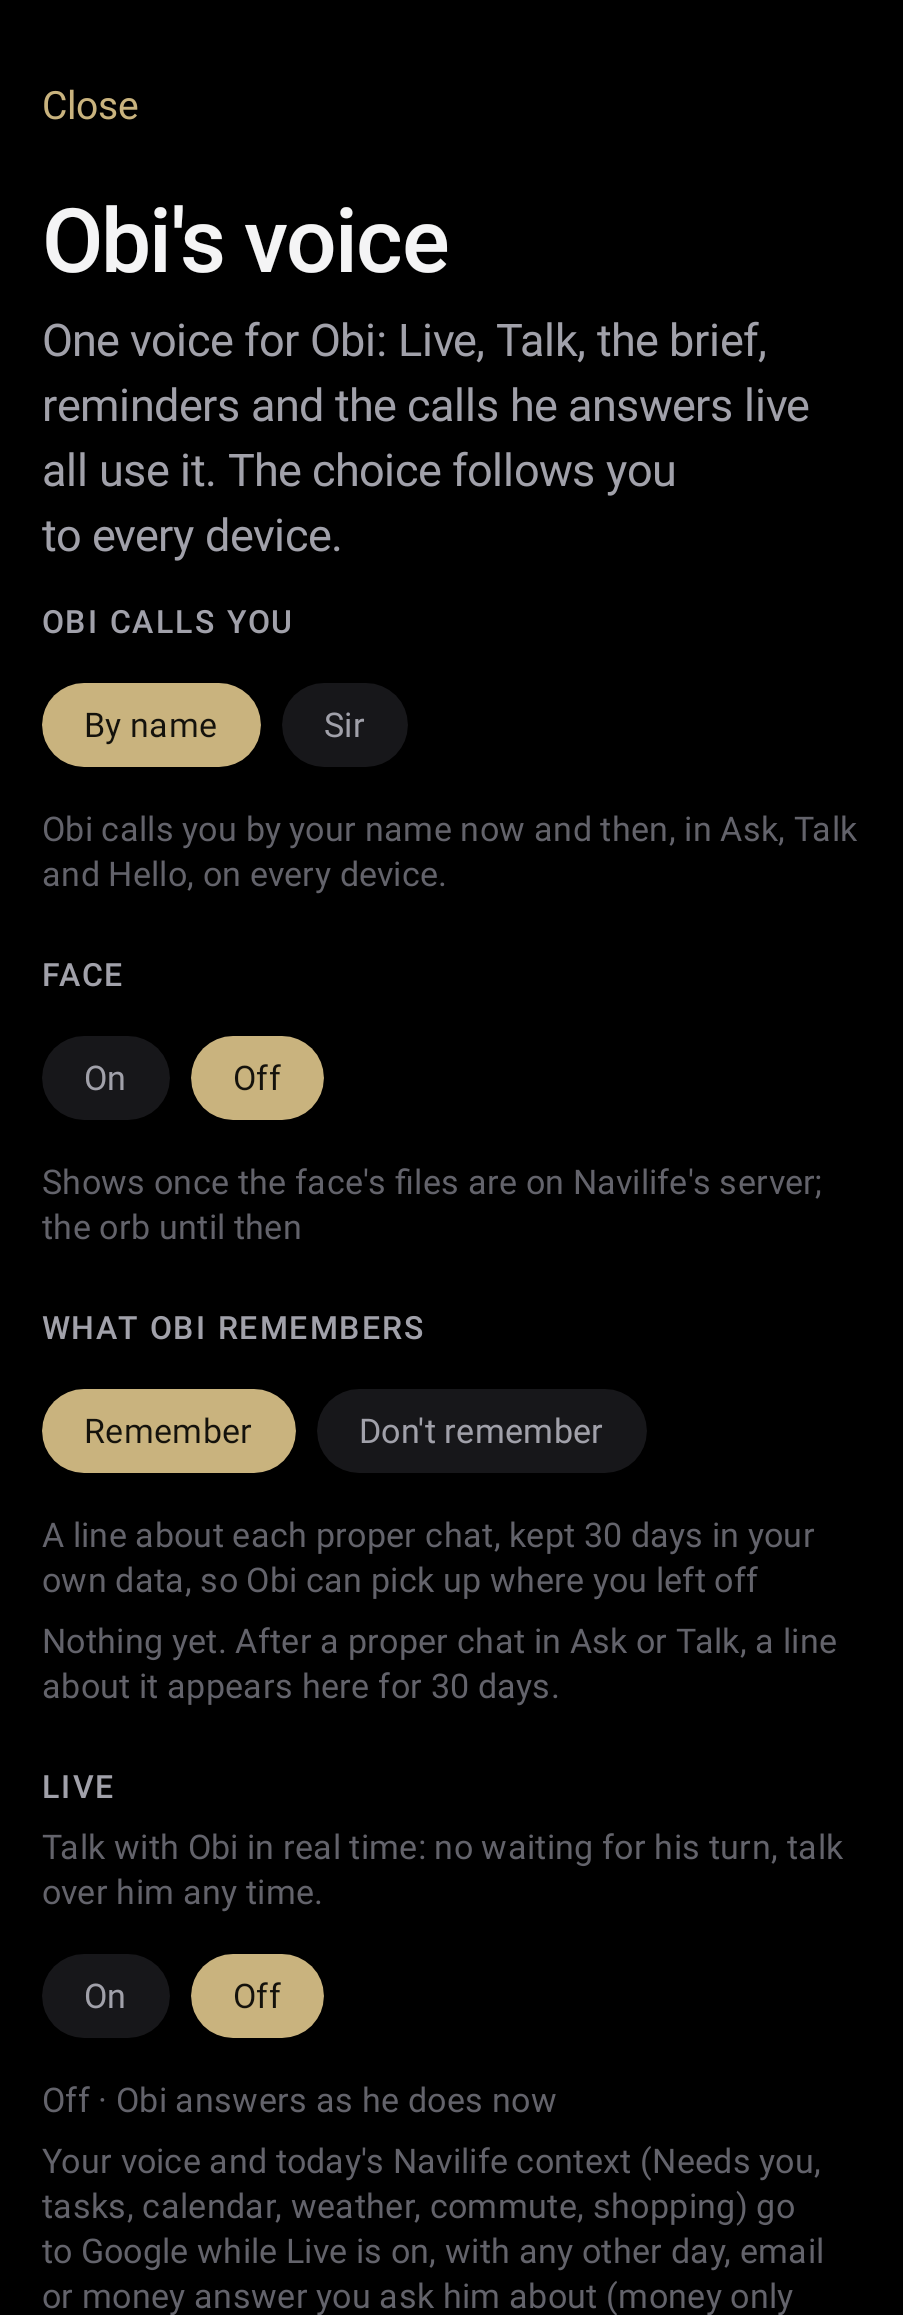 Close
Obi's voice
One voice for Obi: Live, Talk, the brief,
reminders and the calls he answers live
all use it. The choice follows you
to every device.
OBI CALLS YOU
By name
Sir
Obi calls you by your name now and then, in Ask, Talk
and Hello, on every device.
FACE
On
Off
Shows once the face's files are on Navilife's server;
the orb until then
WHAT OBI REMEMBERS
Remember
Don't remember
A line about each proper chat, kept 30 days in your
own data, so Obi can pick up where you left off
Nothing yet. After a proper chat in Ask or Talk, a line
about it appears here for 30 days.
LIVE
Talk with Obi in real time: no waiting for his turn, talk
over him any time.
On
Off
Off · Obi answers as he does now
Your voice and today's Navilife context (Needs you,
tasks, calendar, weather, commute, shopping) go
to Google while Live is on, with any other day, email
or money answer you ask him about (money only